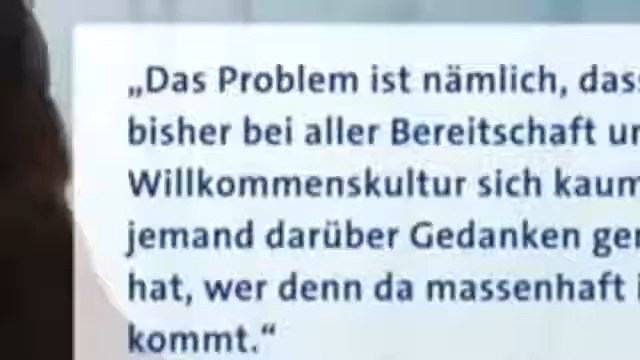 „Das Problem ist nämlich, dass
bisher bei aller Bereitschaft
Willkommenskultur sich kaum
jemand darüber Gedanken
hat, wer denn da massenhaft
kommt.“